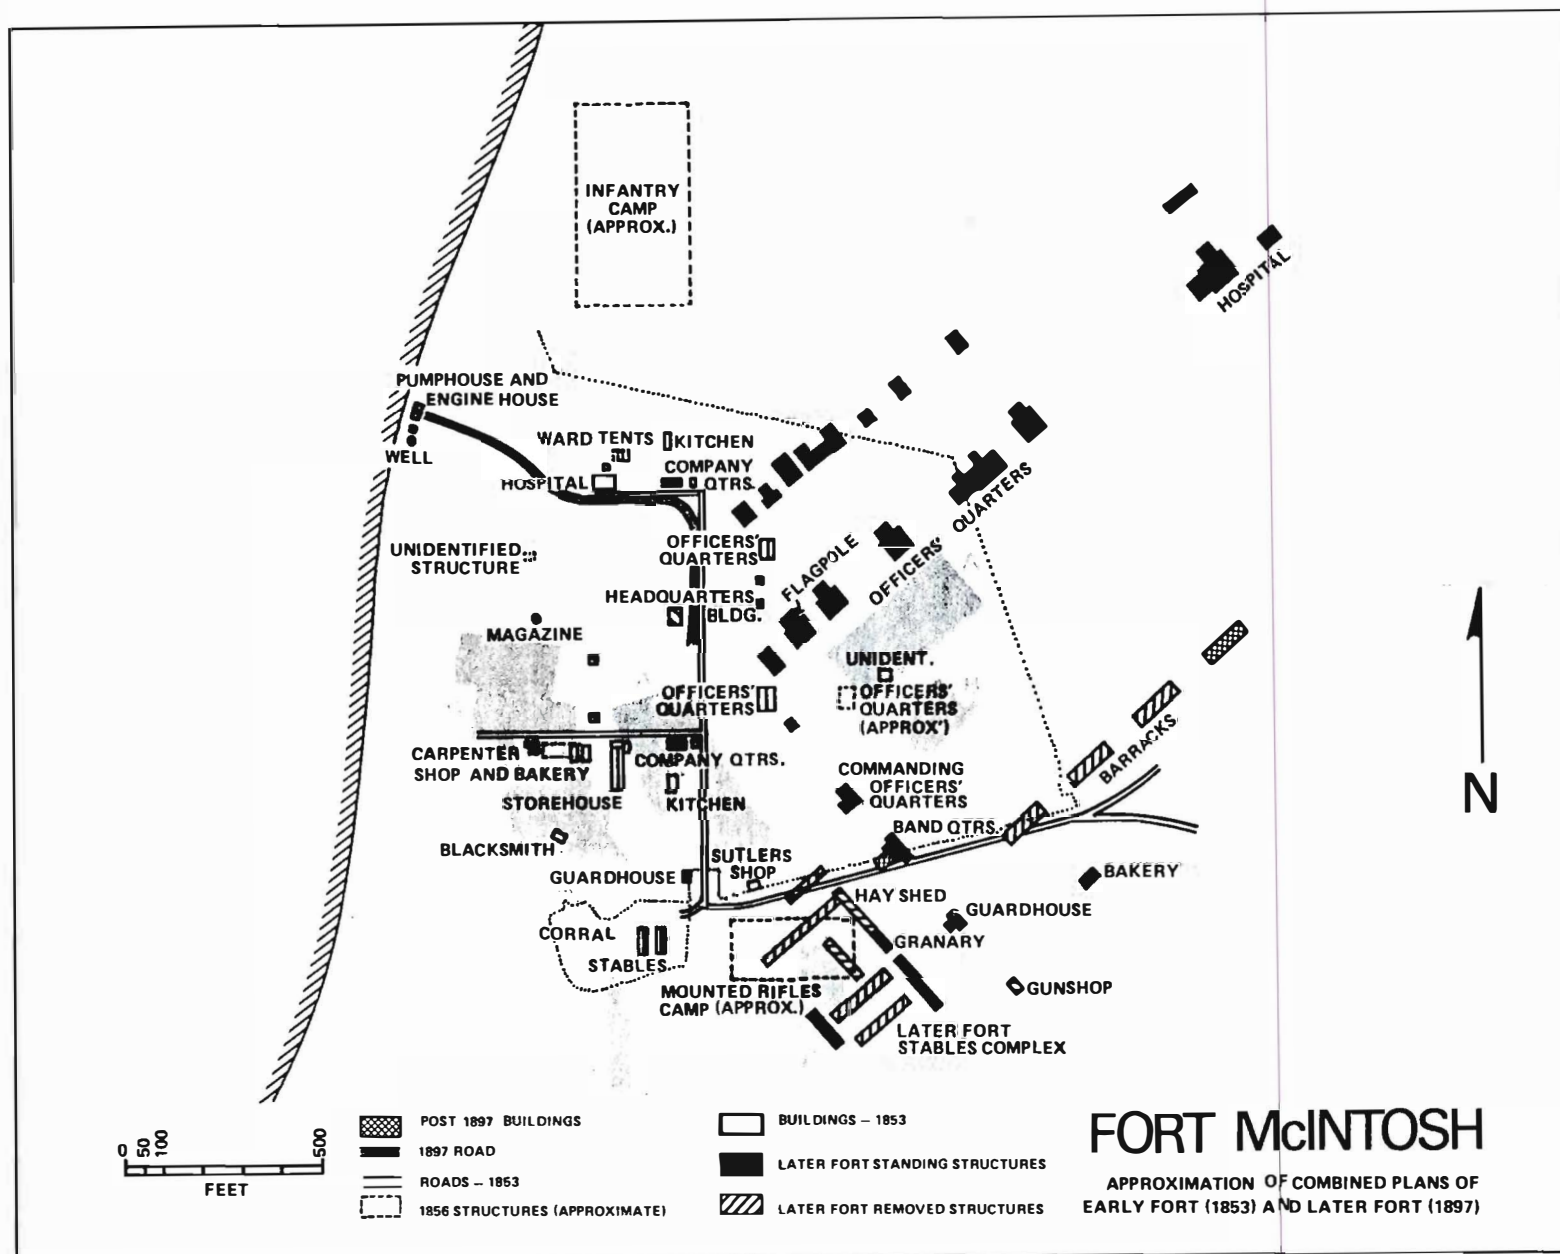 INFANTRY
CAMP
(APPROX.)
HOSPITAL
PUMPHOUSE AND
ENGINE HOUSE
WELL
WARD TENTS
KITCHEN
COMPANY
QTRS.
HOSPITAL
OFFICERS'
QUARTERS
UNIDENTIFIED
STRUCTURE
HEADQUARTERS
BLDG.
FLAGPOLE
OFFICERS' QUARTERS
MAGAZINE
UNIDENT.
OFFICERS'
QUARTERS
OFFICERS'
QUARTERS
(APPROX')
BARRACKS
CARPENTER
SHOP AND BAKERY
COMPANY QTRS.
STOREHOUSE
KITCHEN
COMMANDING
OFFICERS'
QUARTERS
BAND QTRS.
BLACKSMITH
SUTLERS
SHOP
GUARDHOUSE
HAY SHED
BAKERY
GUARDHOUSE
CORRAL
STABLES
GRANARY
MOUNTED RIFLES
CAMP (APPROX.)
GUNSHOP
LATER FORT
STABLES COMPLEX
N
0 50 100 500
FEET
POST 1897 BUILDINGS
1897 ROAD
ROADS – 1853
1856 STRUCTURES (APPROXIMATE)
BUILDINGS – 1853
LATER FORT STANDING STRUCTURES
LATER FORT REMOVED STRUCTURES
FORT McINTOSH
APPROXIMATION OF COMBINED PLANS OF
EARLY FORT (1853) AND LATER FORT (1897)